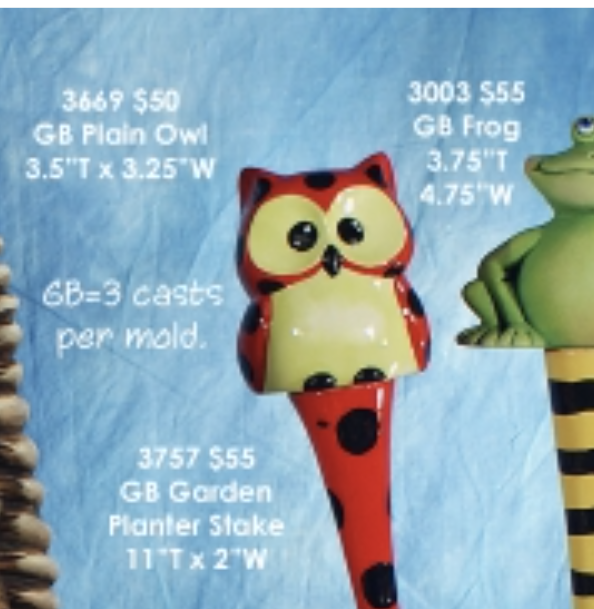 3669 $50
GB Plain Owl
3.5"T x 3.25"W
3003 $55
GB Frog
3.75"T
4.75"W
GB=3 casts
per mold.
3757 $55
GB Garden
Planter Stake
11"T x 2"W